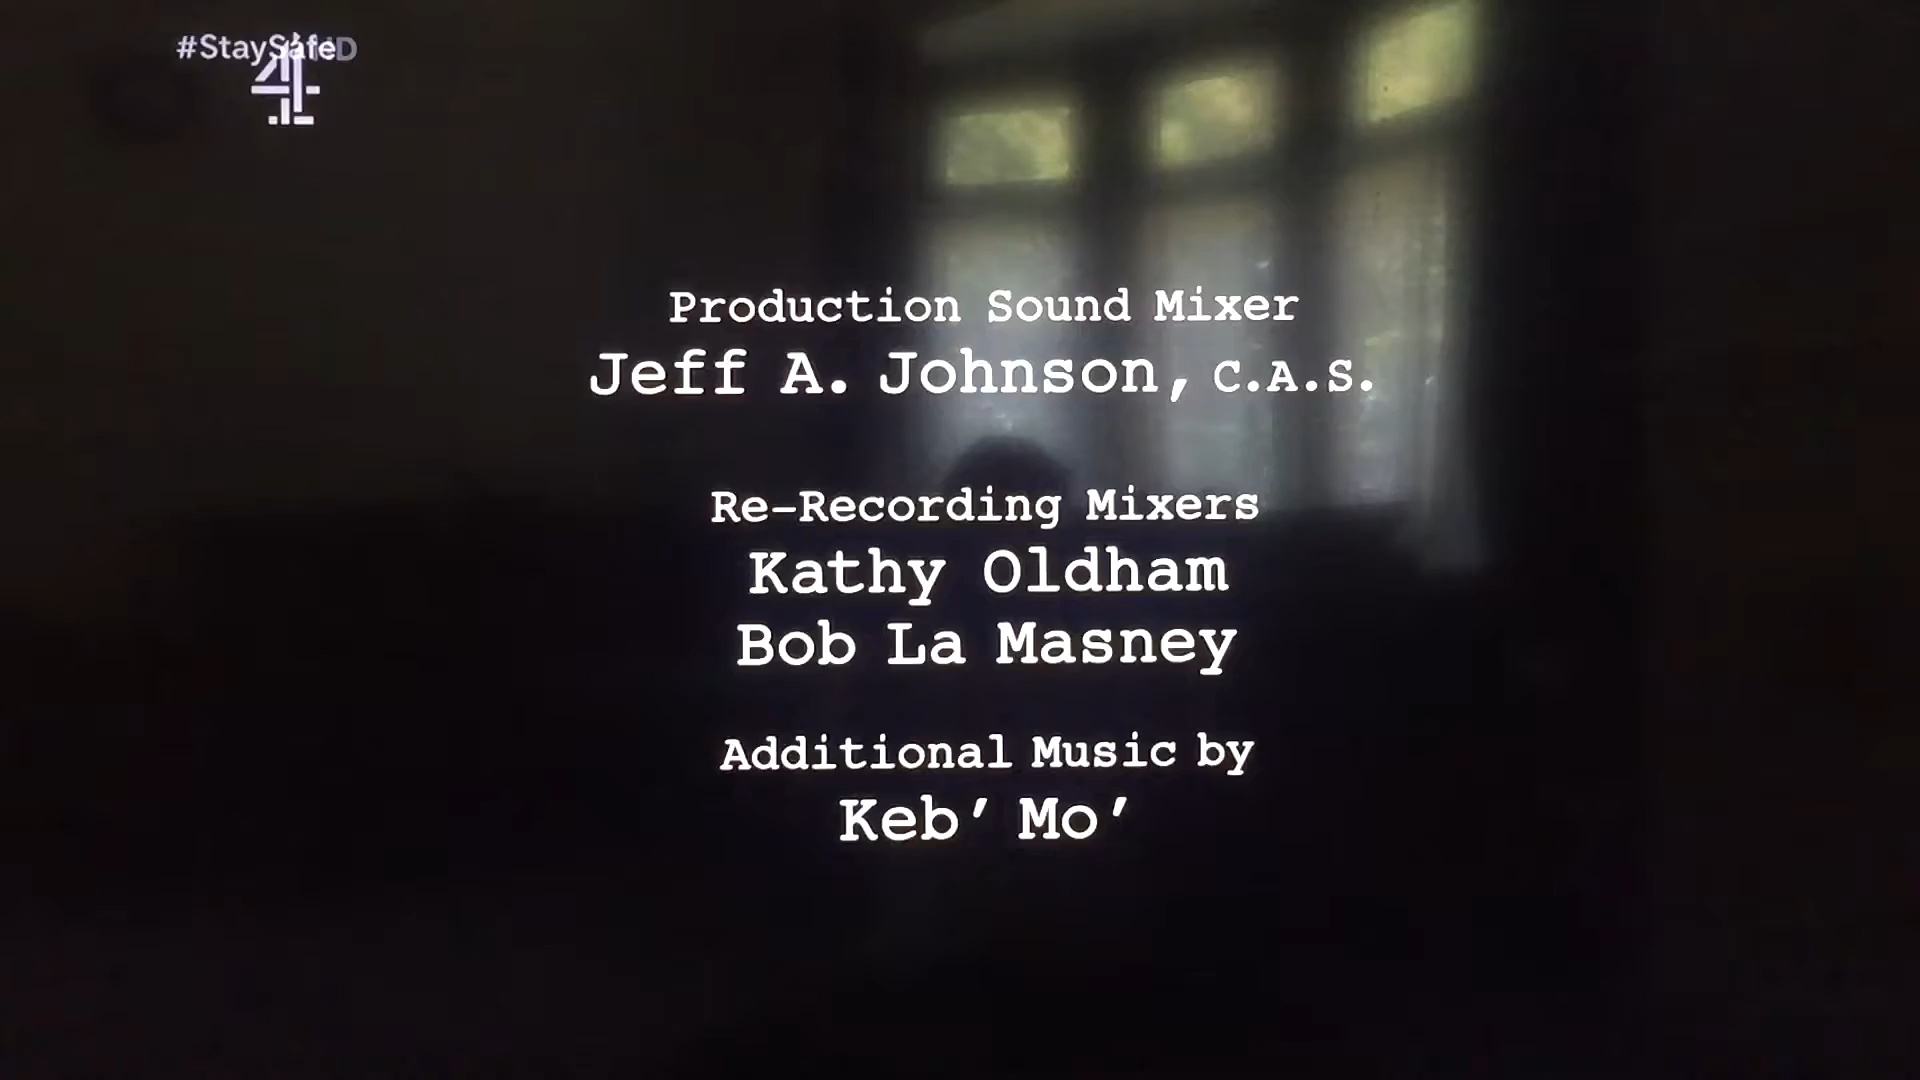 #StaySafe
4
Production Sound Mixer
Jeff A. Johnson, C.A.S.
Re-Recording Mixers
Kathy Oldham
Bob La Masney
Additional Music by
Keb' Mo'